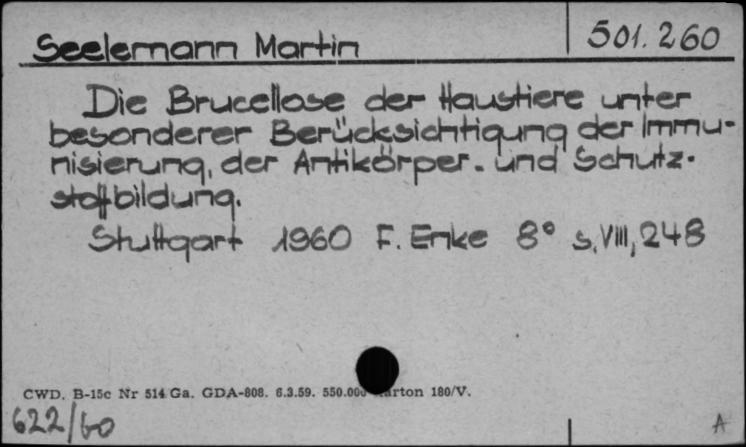 Seelemann Martin 501.260
Die Brucellose der Haustiere unter
besonderer Berücksichtigung der Immu-
nisierung, der Antikörper- und Schutz-
stoffbildung.
Stuttgart 1960 F. Enke 8° s. VIII, 248
CWD. B-15c Nr 514 Ga. GDA-808. 6.3.59. 550.000 180/V.
622/60
A